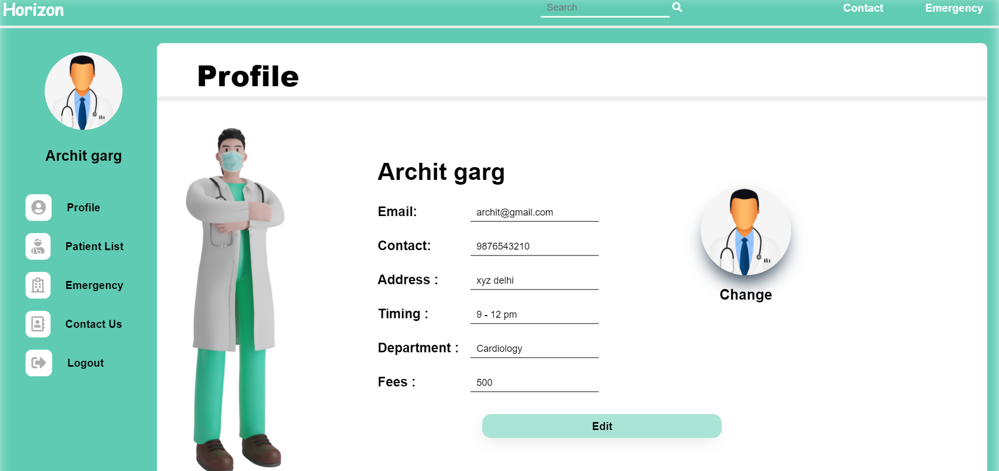 Horizon
Search
Contact
Emergency
Profile
Archit garg
Profile
Patient List
Emergency
Contact Us
Logout
Archit garg
Email: archit@gmail.com
Contact: 9876543210
Address : xyz delhi
Timing : 9 - 12 pm
Department : Cardiology
Fees : 500
Change
Edit